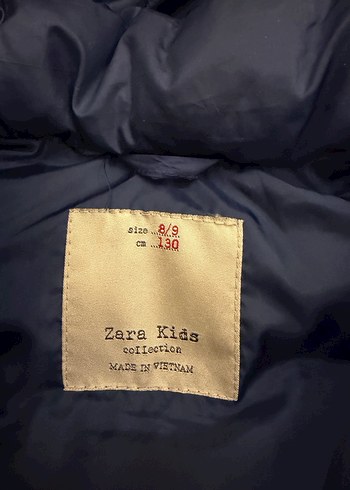 size ...8/9
cm ...130
Zara Kids
collection
MADE IN VIETNAM